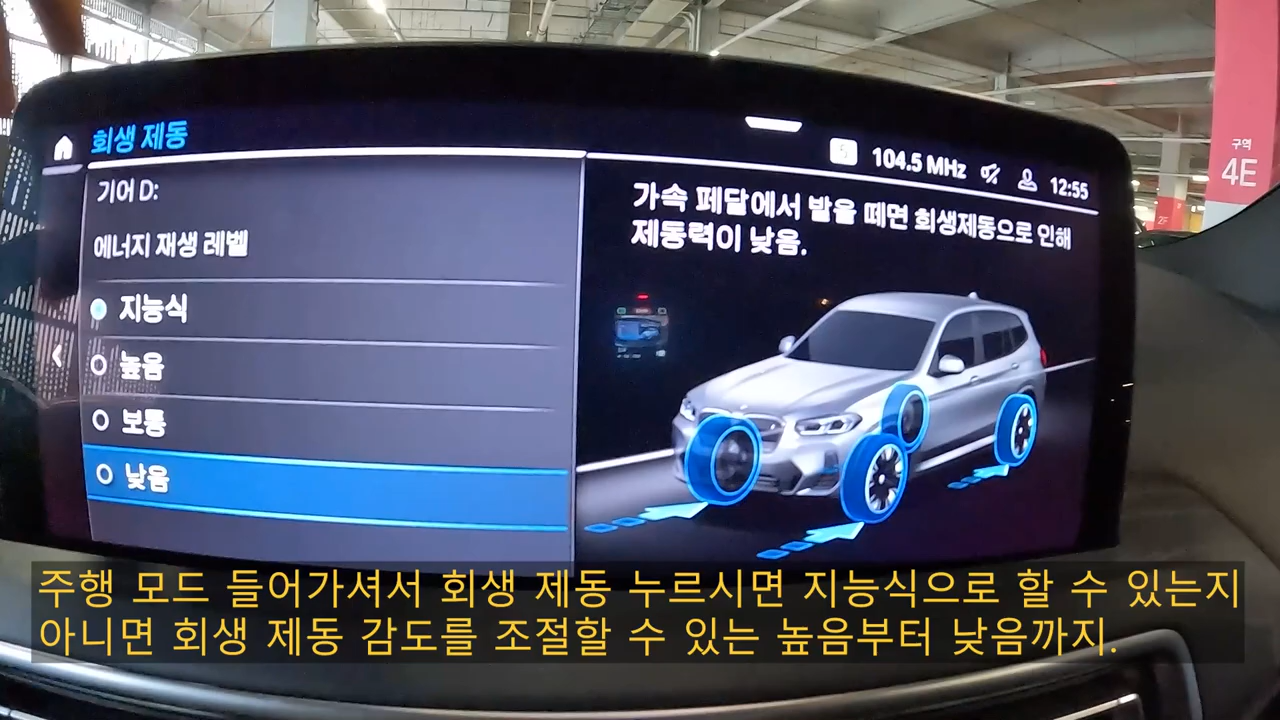 회생 제동
104.5 MHz
12:55
기어 D:
에너지 재생 레벨
지능식
높음
보통
낮음
가속 페달에서 발을 떼면 회생제동으로 인해
제동력이 낮음.
구역
4E
주행 모드 들어가셔서 회생 제동 누르시면 지능식으로 할 수 있는지
아니면 회생 제동 감도를 조절할 수 있는 높음부터 낮음까지.